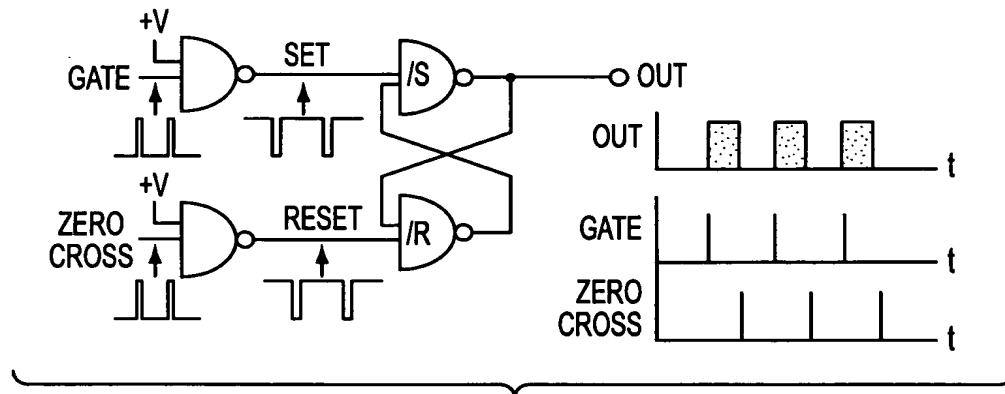 +V
GATE
SET
/S
OUT
+V
ZERO
CROSS
RESET
/R
OUT
t
GATE
t
ZERO
CROSS
t